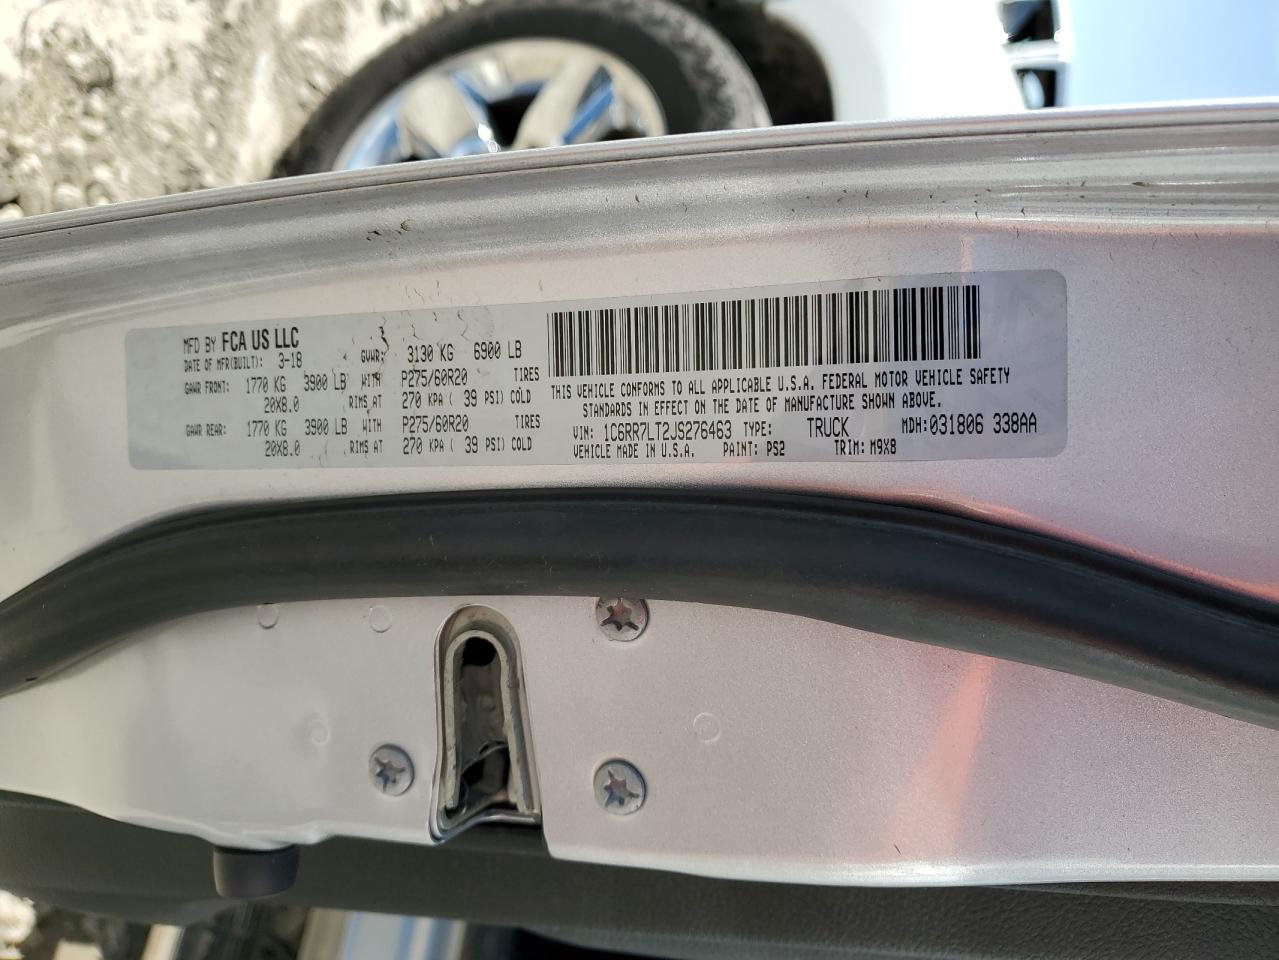 MFD BY FCA US LLC
DATE OF MFR(BUILT): 3-18 GVWR: 3130 KG 6900 LB
GAWR FRONT: 1770 KG 3900 LB WITH P275/60R20 TIRES
20X8.0 RIMS AT 270 KPA ( 39 PSI) COLD
GAWR REAR: 1770 KG 3900 LB WITH P275/60R20 TIRES
20X8.0 RIMS AT 270 KPA ( 39 PSI) COLD
THIS VEHICLE CONFORMS TO ALL APPLICABLE U.S.A. FEDERAL MOTOR VEHICLE SAFETY
STANDARDS IN EFFECT ON THE DATE OF MANUFACTURE SHOWN ABOVE.
VIN: 1C6RR7LT2JS276463 TYPE: TRUCK MDH: 031806 338AA
VEHICLE MADE IN U.S.A. PAINT: PS2 TRIM: M9X8